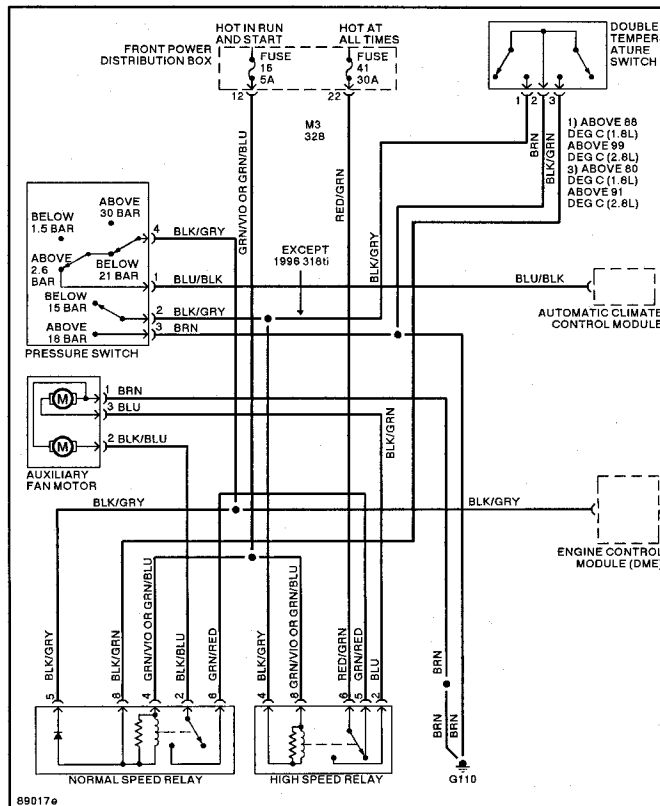 HOT IN RUN
AND START
HOT AT
ALL TIMES
FRONT POWER
DISTRIBUTION BOX
FUSE
16
5A
FUSE
41
30A
12
22
M3
328
DOUBLE
TEMPER-
ATURE
SWITCH
1 2 3
1) ABOVE 88
DEG C (1.8L)
ABOVE 99
DEG C (2.8L)
3) ABOVE 80
DEG C (1.8L)
ABOVE 91
DEG C (2.8L)
GRN/VIO OR GRN/BLU
RED/GRN
BLK/GRY
BRN
BLK/GRN
ABOVE
30 BAR
BELOW
1.5 BAR
ABOVE
2.6
BAR
BELOW
21 BAR
BELOW
15 BAR
ABOVE
18 BAR
PRESSURE SWITCH
4 BLK/GRY
1 BLU/BLK
2 BLK/GRY
3 BRN
EXCEPT
1996 318ti
BLU/BLK
AUTOMATIC CLIMATE
CONTROL MODULE
M
M
1 BRN
3 BLU
2 BLK/BLU
AUXILIARY
FAN MOTOR
BLK/GRN
BLK/GRY
BLK/GRY
ENGINE CONTROL
MODULE (DME)
BLK/GRY
BLK/GRN
GRN/VIO OR GRN/BLU
BLK/BLU
GRN/RED
BLK/GRY
GRN/VIO OR GRN/BLU
RED/GRN
GRN/RED
BLU
BRN
5 8 4 2 6
4 8 6 5 2
BRN
BRN
NORMAL SPEED RELAY
HIGH SPEED RELAY
G110
89017e